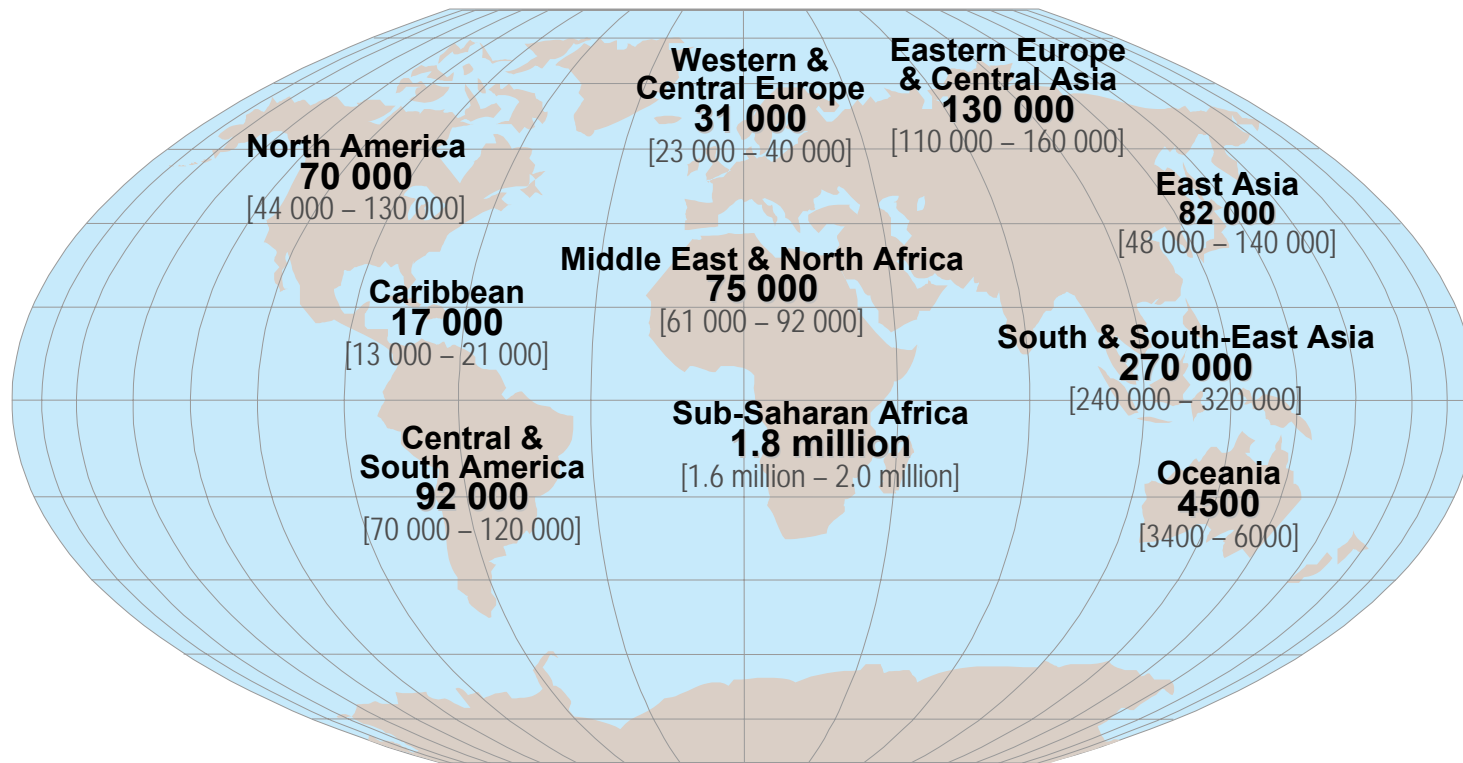 Western &
Central Europe
31 000
[23 000 – 40 000]
Eastern Europe
& Central Asia
130 000
[110 000 – 160 000]
North America
70 000
[44 000 – 130 000]
East Asia
82 000
[48 000 – 140 000]
Middle East & North Africa
75 000
[61 000 – 92 000]
Caribbean
17 000
[13 000 – 21 000]
South & South-East Asia
270 000
[240 000 – 320 000]
Sub-Saharan Africa
1.8 million
[1.6 million – 2.0 million]
Central &
South America
92 000
[70 000 – 120 000]
Oceania
4500
[3400 – 6000]